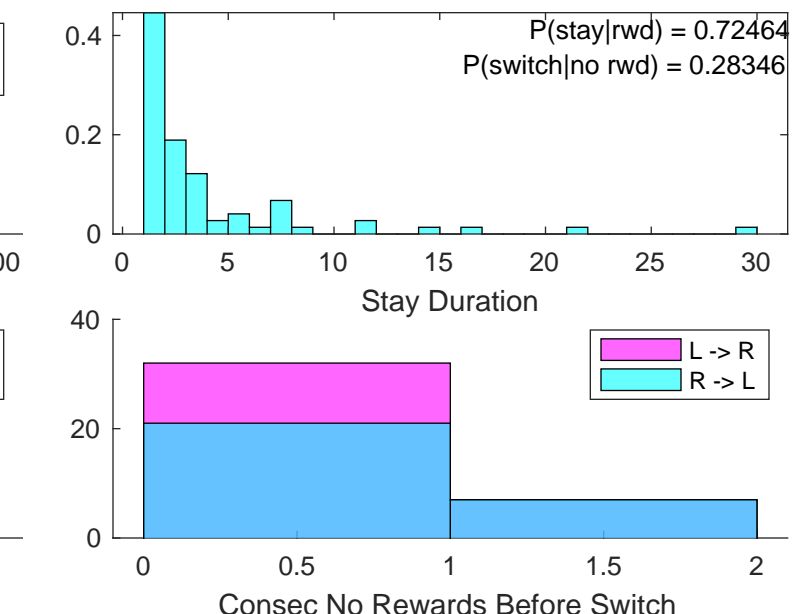 0.4
P(stay|rwd) = 0.72464
P(switch|no rwd) = 0.28346
0.2
0
00
0 5 10 15 20 25 30
Stay Duration
40
L -> R
R -> L
20
0
0 0.5 1 1.5 2
Consec No Rewards Before Switch